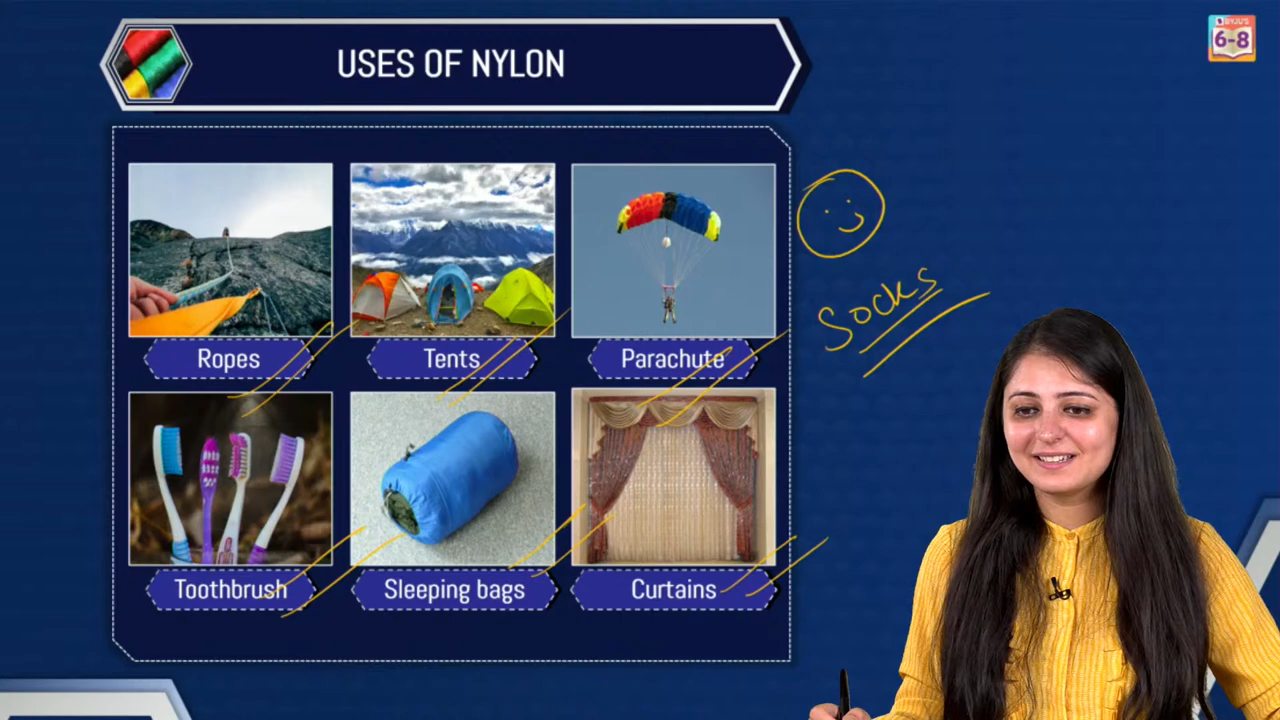 USES OF NYLON
BYJU'S
6-8
Ropes
Tents
Parachute
Socks
Toothbrush
Sleeping bags
Curtains